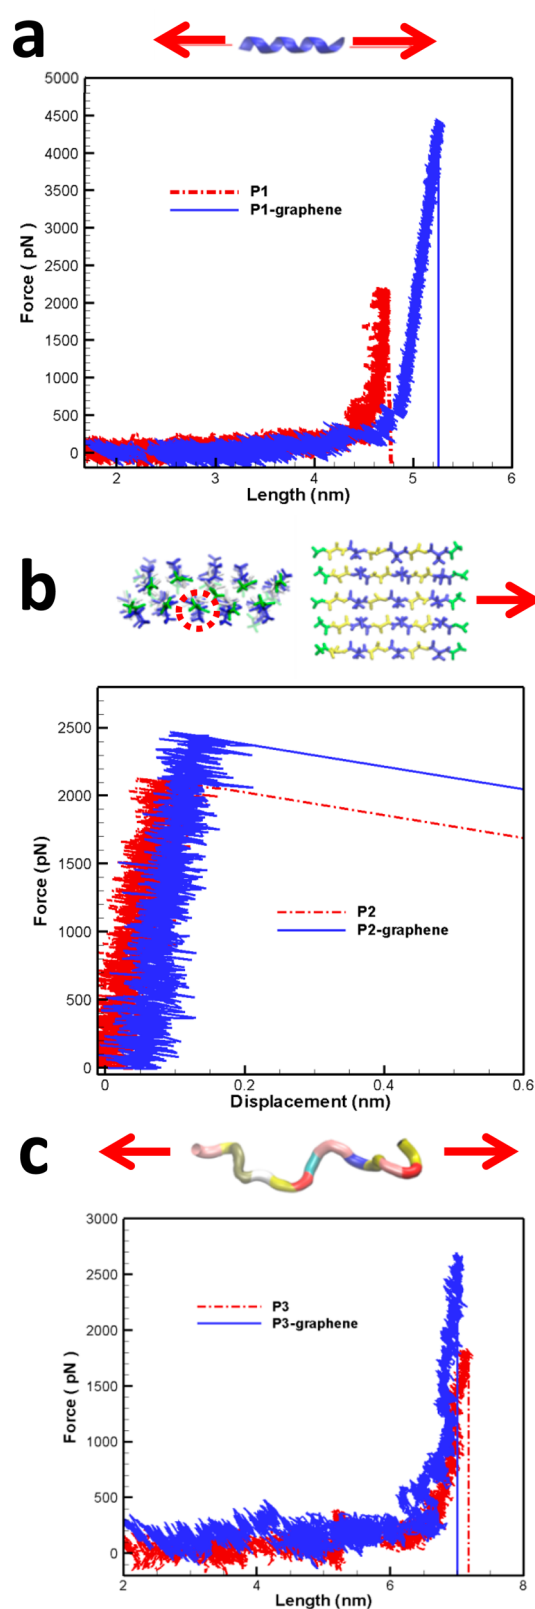 a
5000
4500
4000
3500
3000
2500
2000
1500
1000
500
0
Force ( pN )
P1
P1-graphene
2 3 4 5 6
Length (nm)
b
2500
2000
1500
1000
500
0
Force (pN)
P2
P2-graphene
0 0.2 0.4 0.6
Displacement (nm)
c
3000
2500
2000
1500
1000
500
0
Force ( pN )
P3
P3-graphene
2 4 6 8
Length (nm)